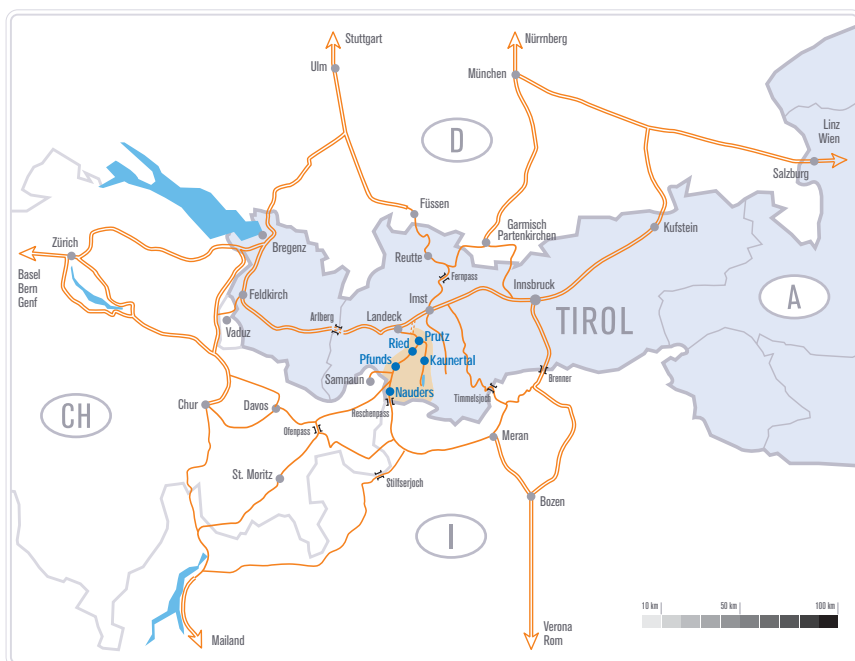 Stuttgart
Nürnberg
Ulm
München
D
Linz
Wien
Salzburg
Füssen
Garmisch
Partenkirchen
Kufstein
Zürich
Bregenz
Reutte
Fernpass
Basel
Bern
Genf
Feldkirch
Imst
Innsbruck
A
Vaduz
Arlberg
Landeck
TIROL
Prutz
Ried
Pfunds
Kaunertal
Samnaun
Brenner
Nauders
Timmelsjoch
CH
Chur
Davos
Reschenpass
Ofenpass
Meran
St. Moritz
Stilfserjoch
Bozen
I
10 km
50 km
100 km
Mailand
Verona
Rom